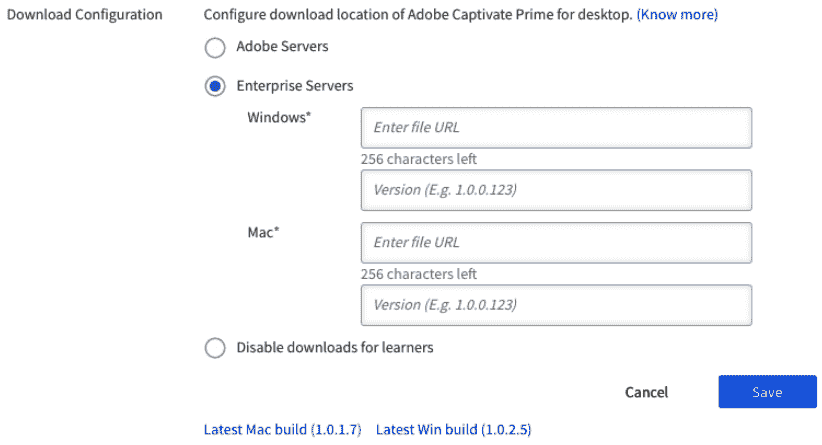 Download Configuration
Configure download location of Adobe Captivate Prime for desktop. (Know more)
Adobe Servers
Enterprise Servers
Windows*
Enter file URL
256 characters left
Version (E.g. 1.0.0.123)
Mac*
Enter file URL
256 characters left
Version (E.g. 1.0.0.123)
Disable downloads for learners
Cancel
Save
Latest Mac build (1.0.1.7) Latest Win build (1.0.2.5)